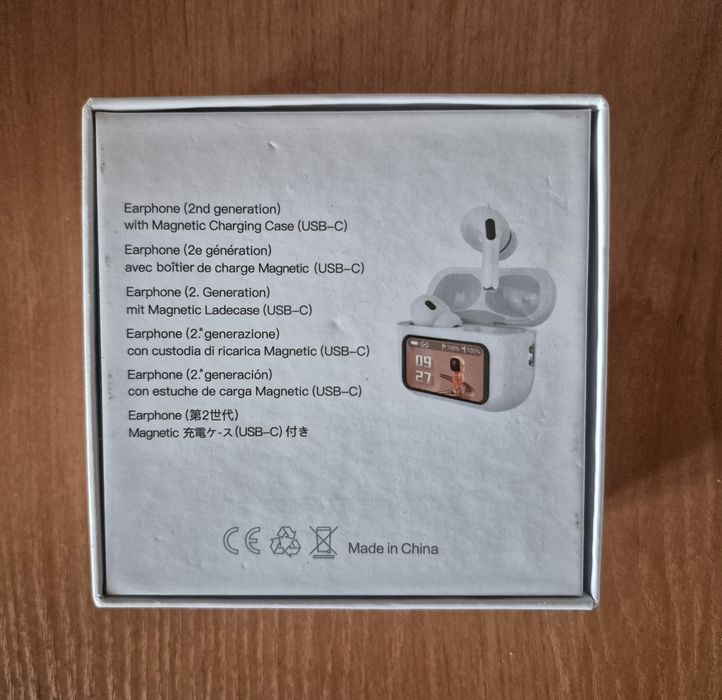 Earphone (2nd generation)
with Magnetic Charging Case (USB-C)
Earphone (2e génération)
avec boîtier de charge Magnetic (USB-C)
Earphone (2. Generation)
mit Magnetic Ladecase (USB-C)
Earphone (2.ª generazione)
con custodia di ricarica Magnetic (USB-C)
Earphone (2.ª generación)
con estuche de carga Magnetic (USB-C)
Earphone (第2世代)
Magnetic 充電ケ-ス (USB-C) 付き
100% 100%
09
27
CE
Made in China